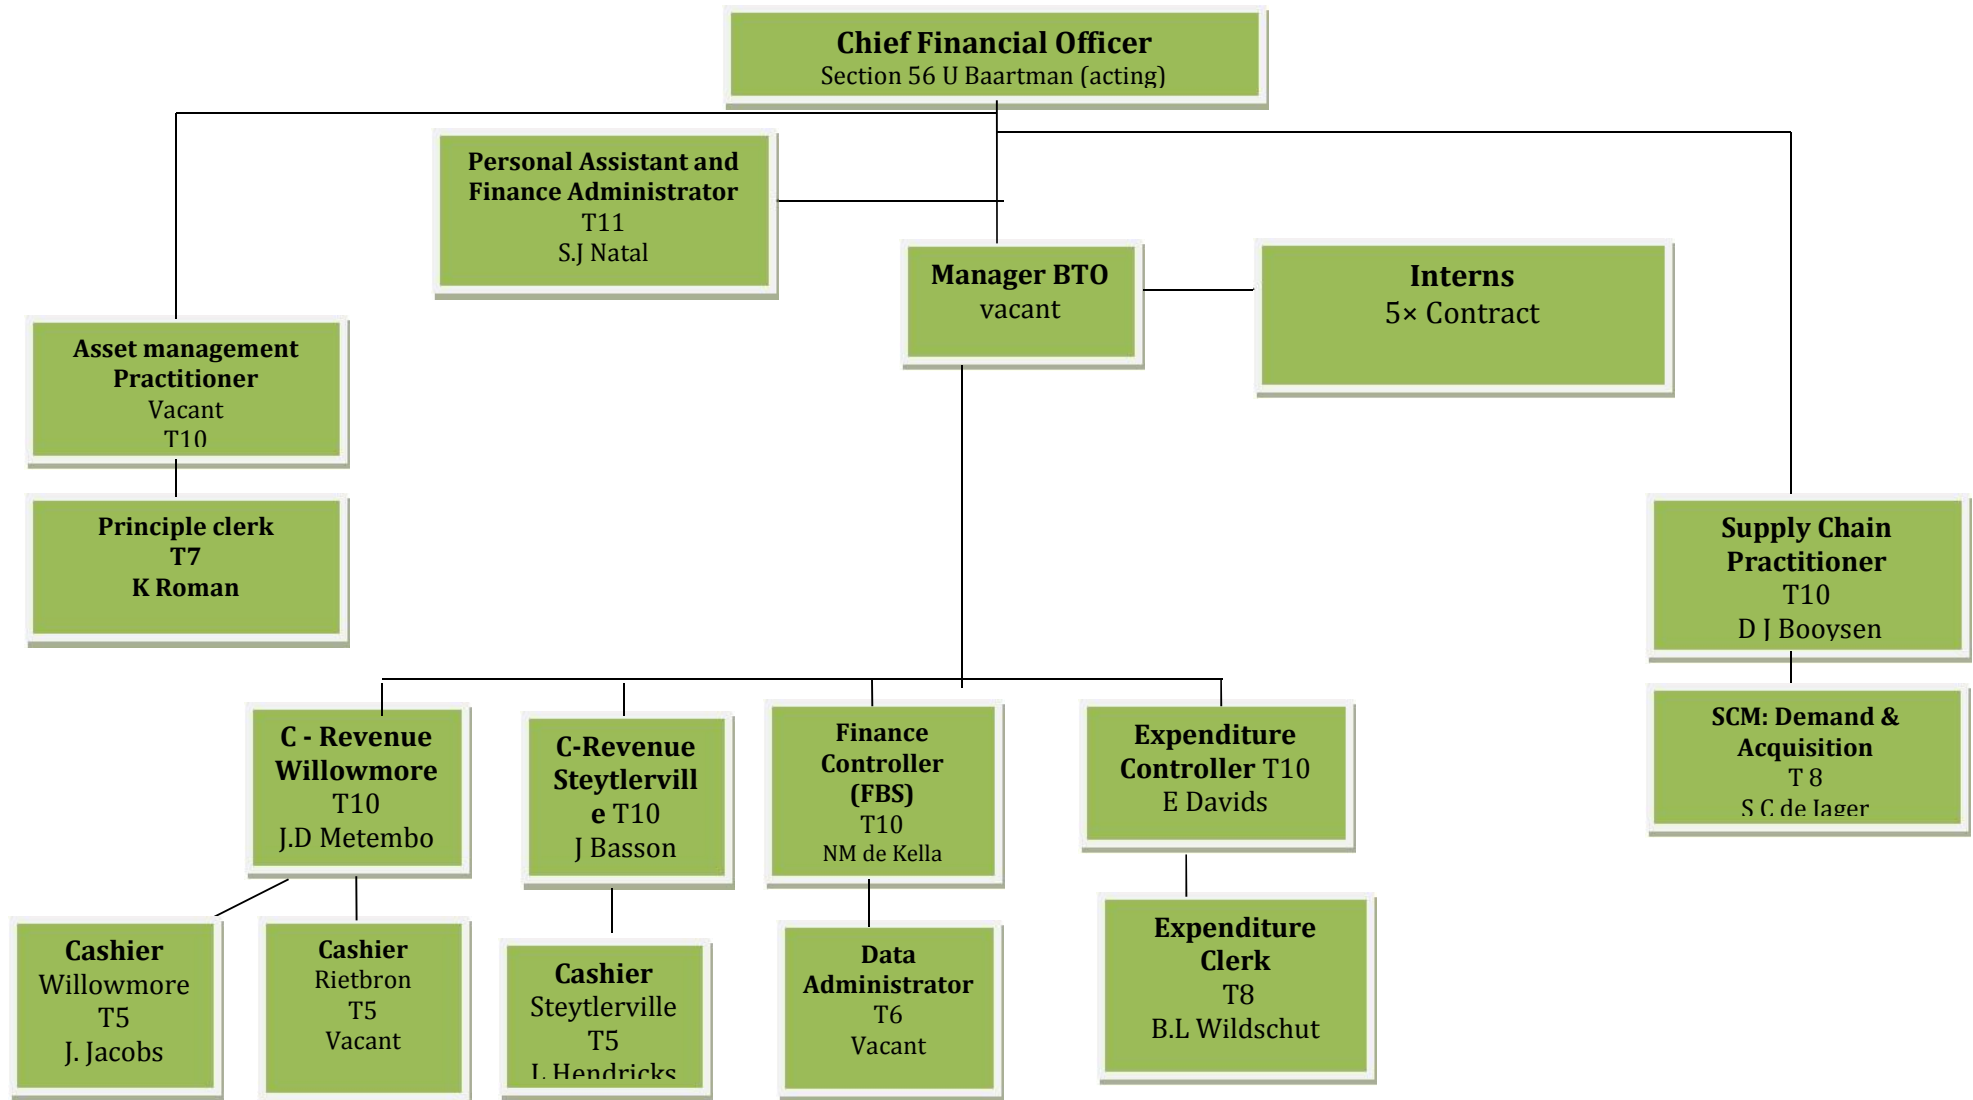 Chief Financial Officer
Section 56 U Baartman (acting)
Personal Assistant and
Finance Administrator
T11
S.J Natal
Manager BTO
vacant
Interns
5× Contract
Asset management
Practitioner
Vacant
T10
Principle clerk
T7
K Roman
Supply Chain
Practitioner
T10
D J Booysen
SCM: Demand &
Acquisition
T 8
S C de Jager
C - Revenue
Willowmore
T10
J.D Metembo
C-Revenue
Steytlervill
e T10
J Basson
Finance
Controller
(FBS)
T10
NM de Kella
Expenditure
Controller T10
E Davids
Cashier
Willowmore
T5
J. Jacobs
Cashier
Rietbron
T5
Vacant
Cashier
Steytlerville
T5
Hendricks
Data
Administrator
T6
Vacant
Expenditure
Clerk
T8
B.L Wildschut